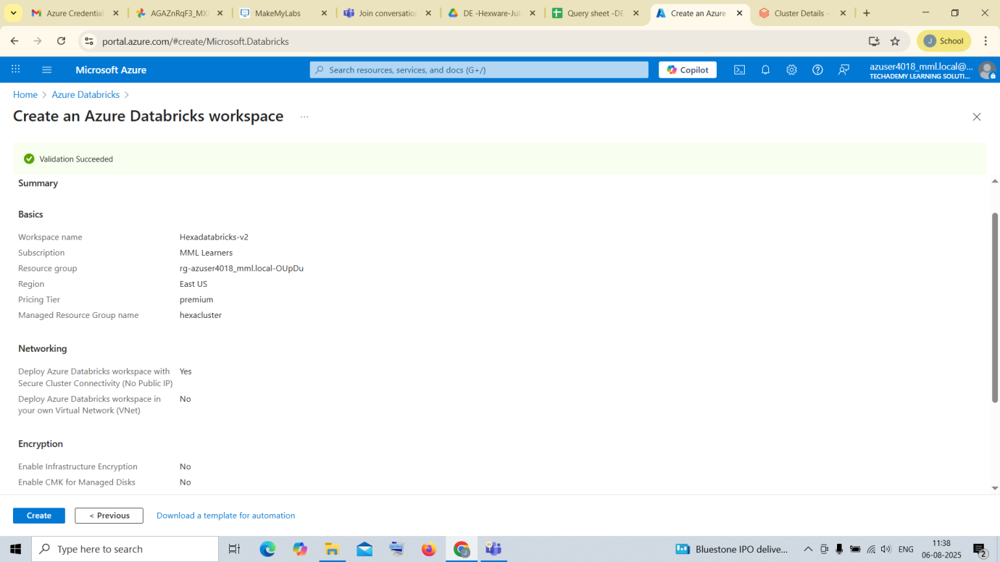 Azure Credential
AGAZnRqF3_MX
MakeMyLabs
Join conversation
DE -Hexware-Jul
Query sheet -DE
Create an Azure
Cluster Details -
portal.azure.com/#create/Microsoft.Databricks
School
Microsoft Azure
Search resources, services, and docs (G+/)
Copilot
azuser4018_mml.local@...
TECHADEMY LEARNING SOLUTI...
Home > Azure Databricks >
Create an Azure Databricks workspace ...
Validation Succeeded
Summary
Basics
Workspace name Hexadatabricks-v2
Subscription MML Learners
Resource group rg-azuser4018_mml.local-OUpDu
Region East US
Pricing Tier premium
Managed Resource Group name hexacluster
Networking
Deploy Azure Databricks workspace with Yes
Secure Cluster Connectivity (No Public IP)
Deploy Azure Databricks workspace in No
your own Virtual Network (VNet)
Encryption
Enable Infrastructure Encryption No
Enable CMK for Managed Disks No
Create
< Previous
Download a template for automation
Type here to search
Bluestone IPO delive...
ENG
11:38
06-08-2025
2